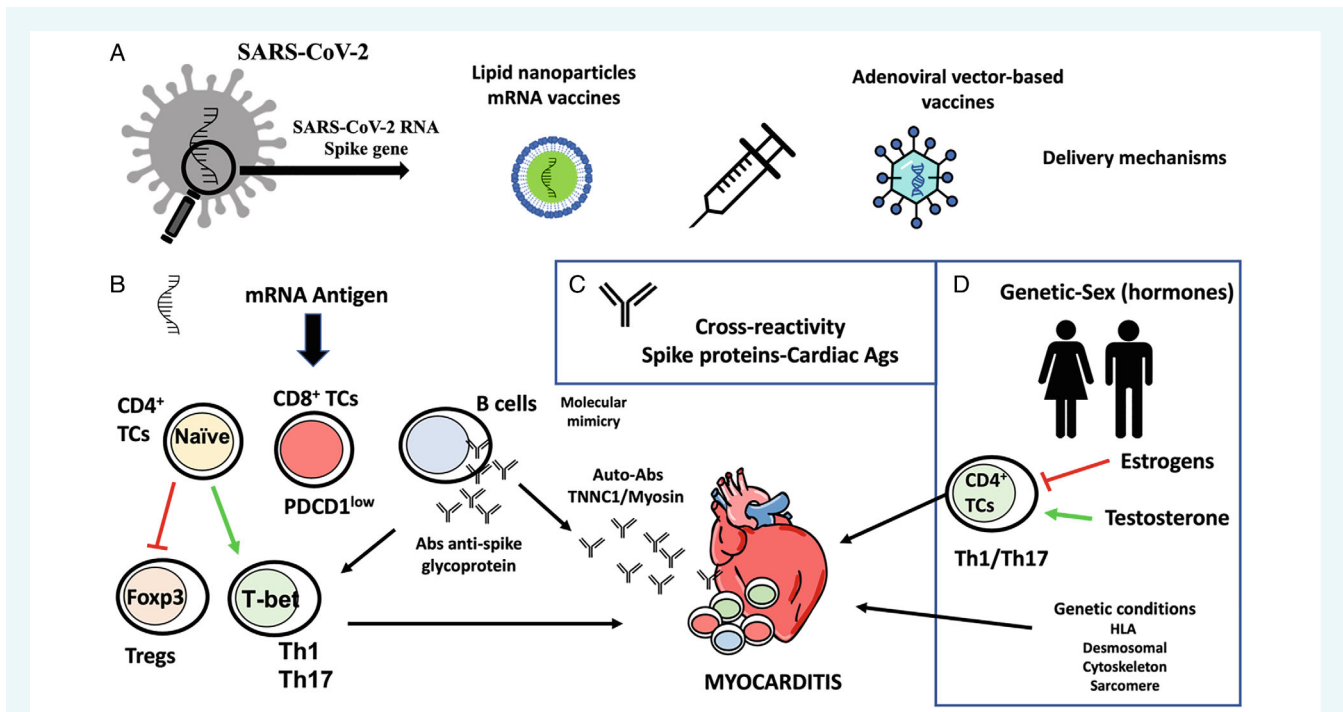 A
SARS-CoV-2
SARS-CoV-2 RNA
Spike gene
Lipid nanoparticles
mRNA vaccines
Adenoviral vector-based
vaccines
Delivery mechanisms
B
mRNA Antigen
CD4⁺
TCs
Naïve
CD8⁺ TCs
PDCD1ˡᵒʷ
B cells
Abs anti-spike
glycoprotein
Foxp3
Tregs
T-bet
Th1
Th17
C
Cross-reactivity
Spike proteins-Cardiac Ags
Molecular
mimicry
Auto-Abs
TNNC1/Myosin
MYOCARDITIS
D
Genetic-Sex (hormones)
CD4⁺
TCs
Th1/Th17
Estrogens
Testosterone
Genetic conditions
HLA
Desmosomal
Cytoskeleton
Sarcomere